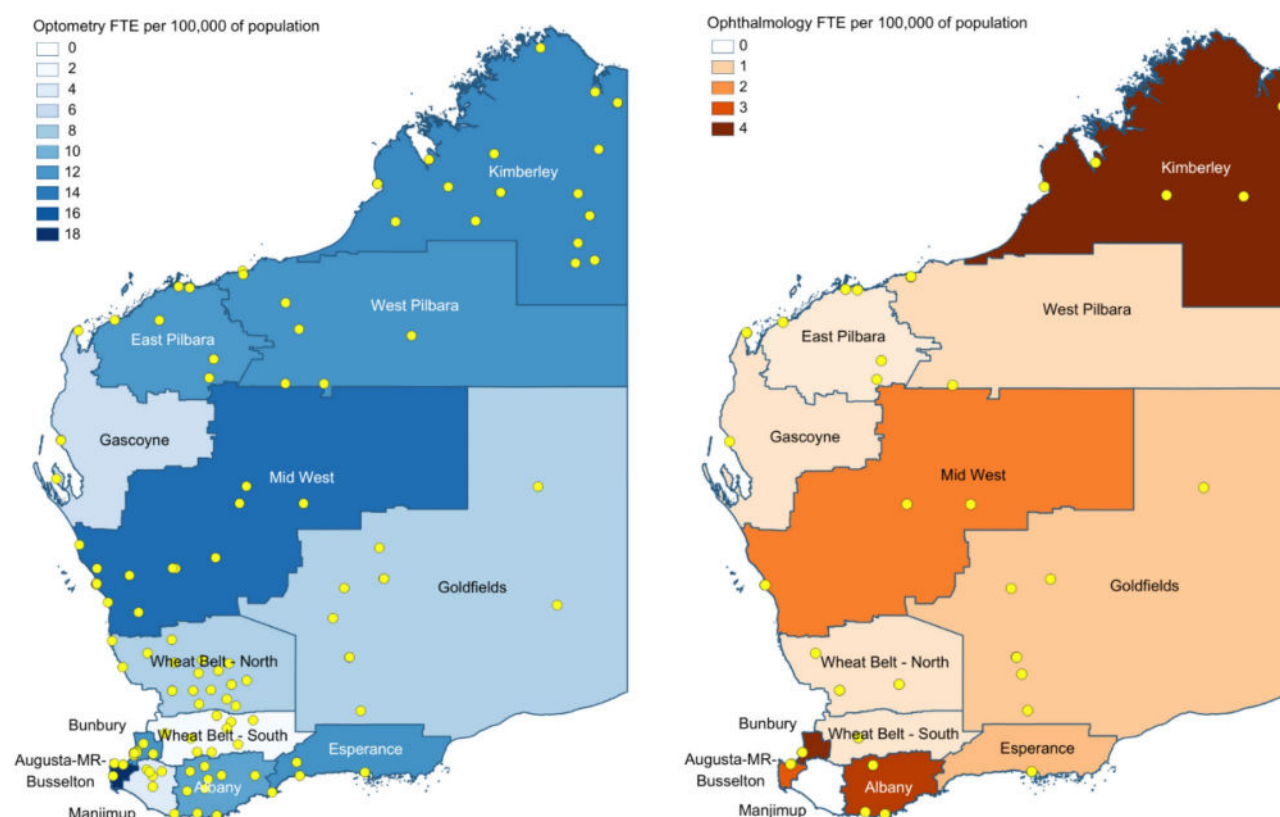 Optometry FTE per 100,000 of population
0
2
4
6
8
10
12
14
16
18
Kimberley
West Pilbara
East Pilbara
Gascoyne
Mid West
Goldfields
Wheat Belt - North
Bunbury
Wheat Belt - South
Augusta-MR-
Busselton
Esperance
Albany
Manjimup
Ophthalmology FTE per 100,000 of population
0
1
2
3
4
Kimberley
West Pilbara
East Pilbara
Gascoyne
Mid West
Goldfields
Wheat Belt - North
Bunbury
Wheat Belt - South
Augusta-MR-
Busselton
Esperance
Albany
Manjimup